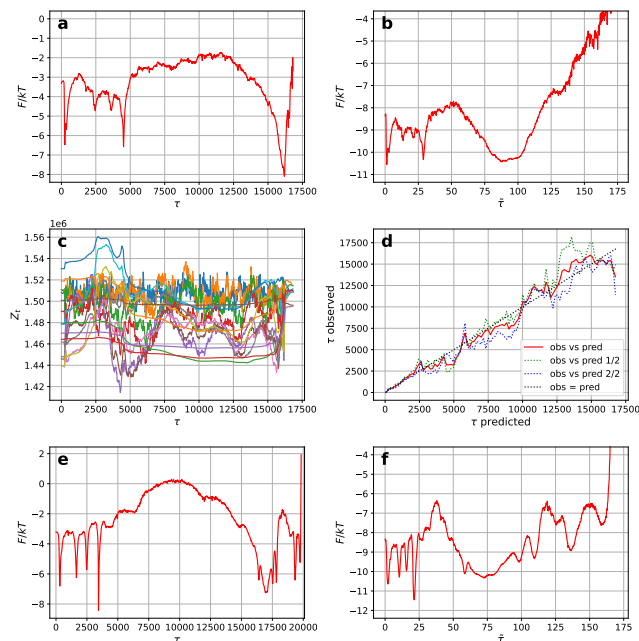 a
0
−1
−2
−3
−4
−5
−6
−7
−8
F/kT
0 2500 5000 7500 10000 12500 15000 17500
τ
b
−4
−5
−6
−7
−8
−9
−10
−11
F/kT
0 25 50 75 100 125 150 175
τ̃
1e6
c
1.56
1.54
1.52
1.50
1.48
1.46
1.44
1.42
Zₜ
0 2500 5000 7500 10000 12500 15000 17500
τ
d
17500
15000
12500
10000
7500
5000
2500
0
τ observed
obs vs pred
obs vs pred 1/2
obs vs pred 2/2
obs = pred
0 2500 5000 7500 10000 12500 15000 17500
τ predicted
e
2
0
−2
−4
−6
−8
F/kT
0 2500 5000 7500 10000 12500 15000 17500 20000
τ
f
−4
−5
−6
−7
−8
−9
−10
−11
−12
F/kT
0 25 50 75 100 125 150 175
τ̃